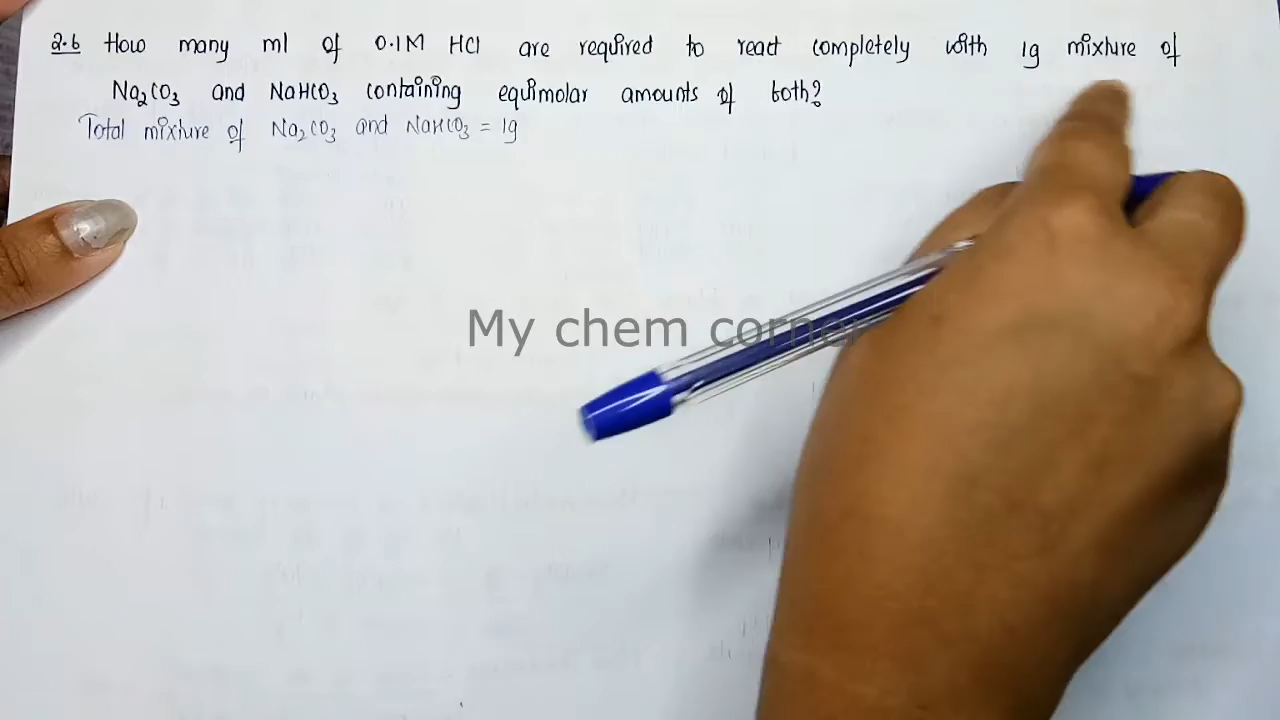 2.6 How many ml of 0.1M HCl are required to react completely with 1g mixture of
Na₂CO₃ and NaHCO₃ containing equimolar amounts of both?
Total mixture of Na₂CO₃ and NaHCO₃ = 1g
My chem corner